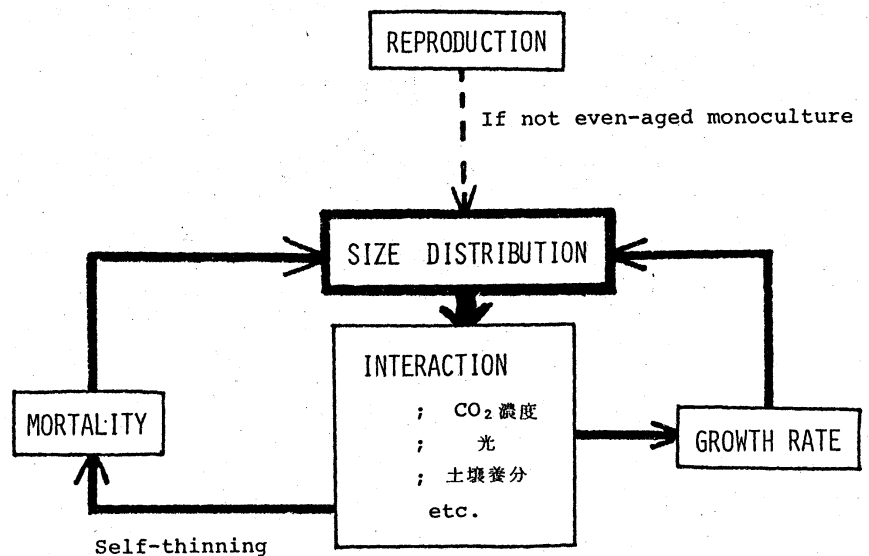 REPRODUCTION
If not even-aged monoculture
SIZE DISTRIBUTION
INTERACTION
; CO₂濃度
; 光
; 土壌養分
etc.
MORTALITY
GROWTH RATE
Self-thinning